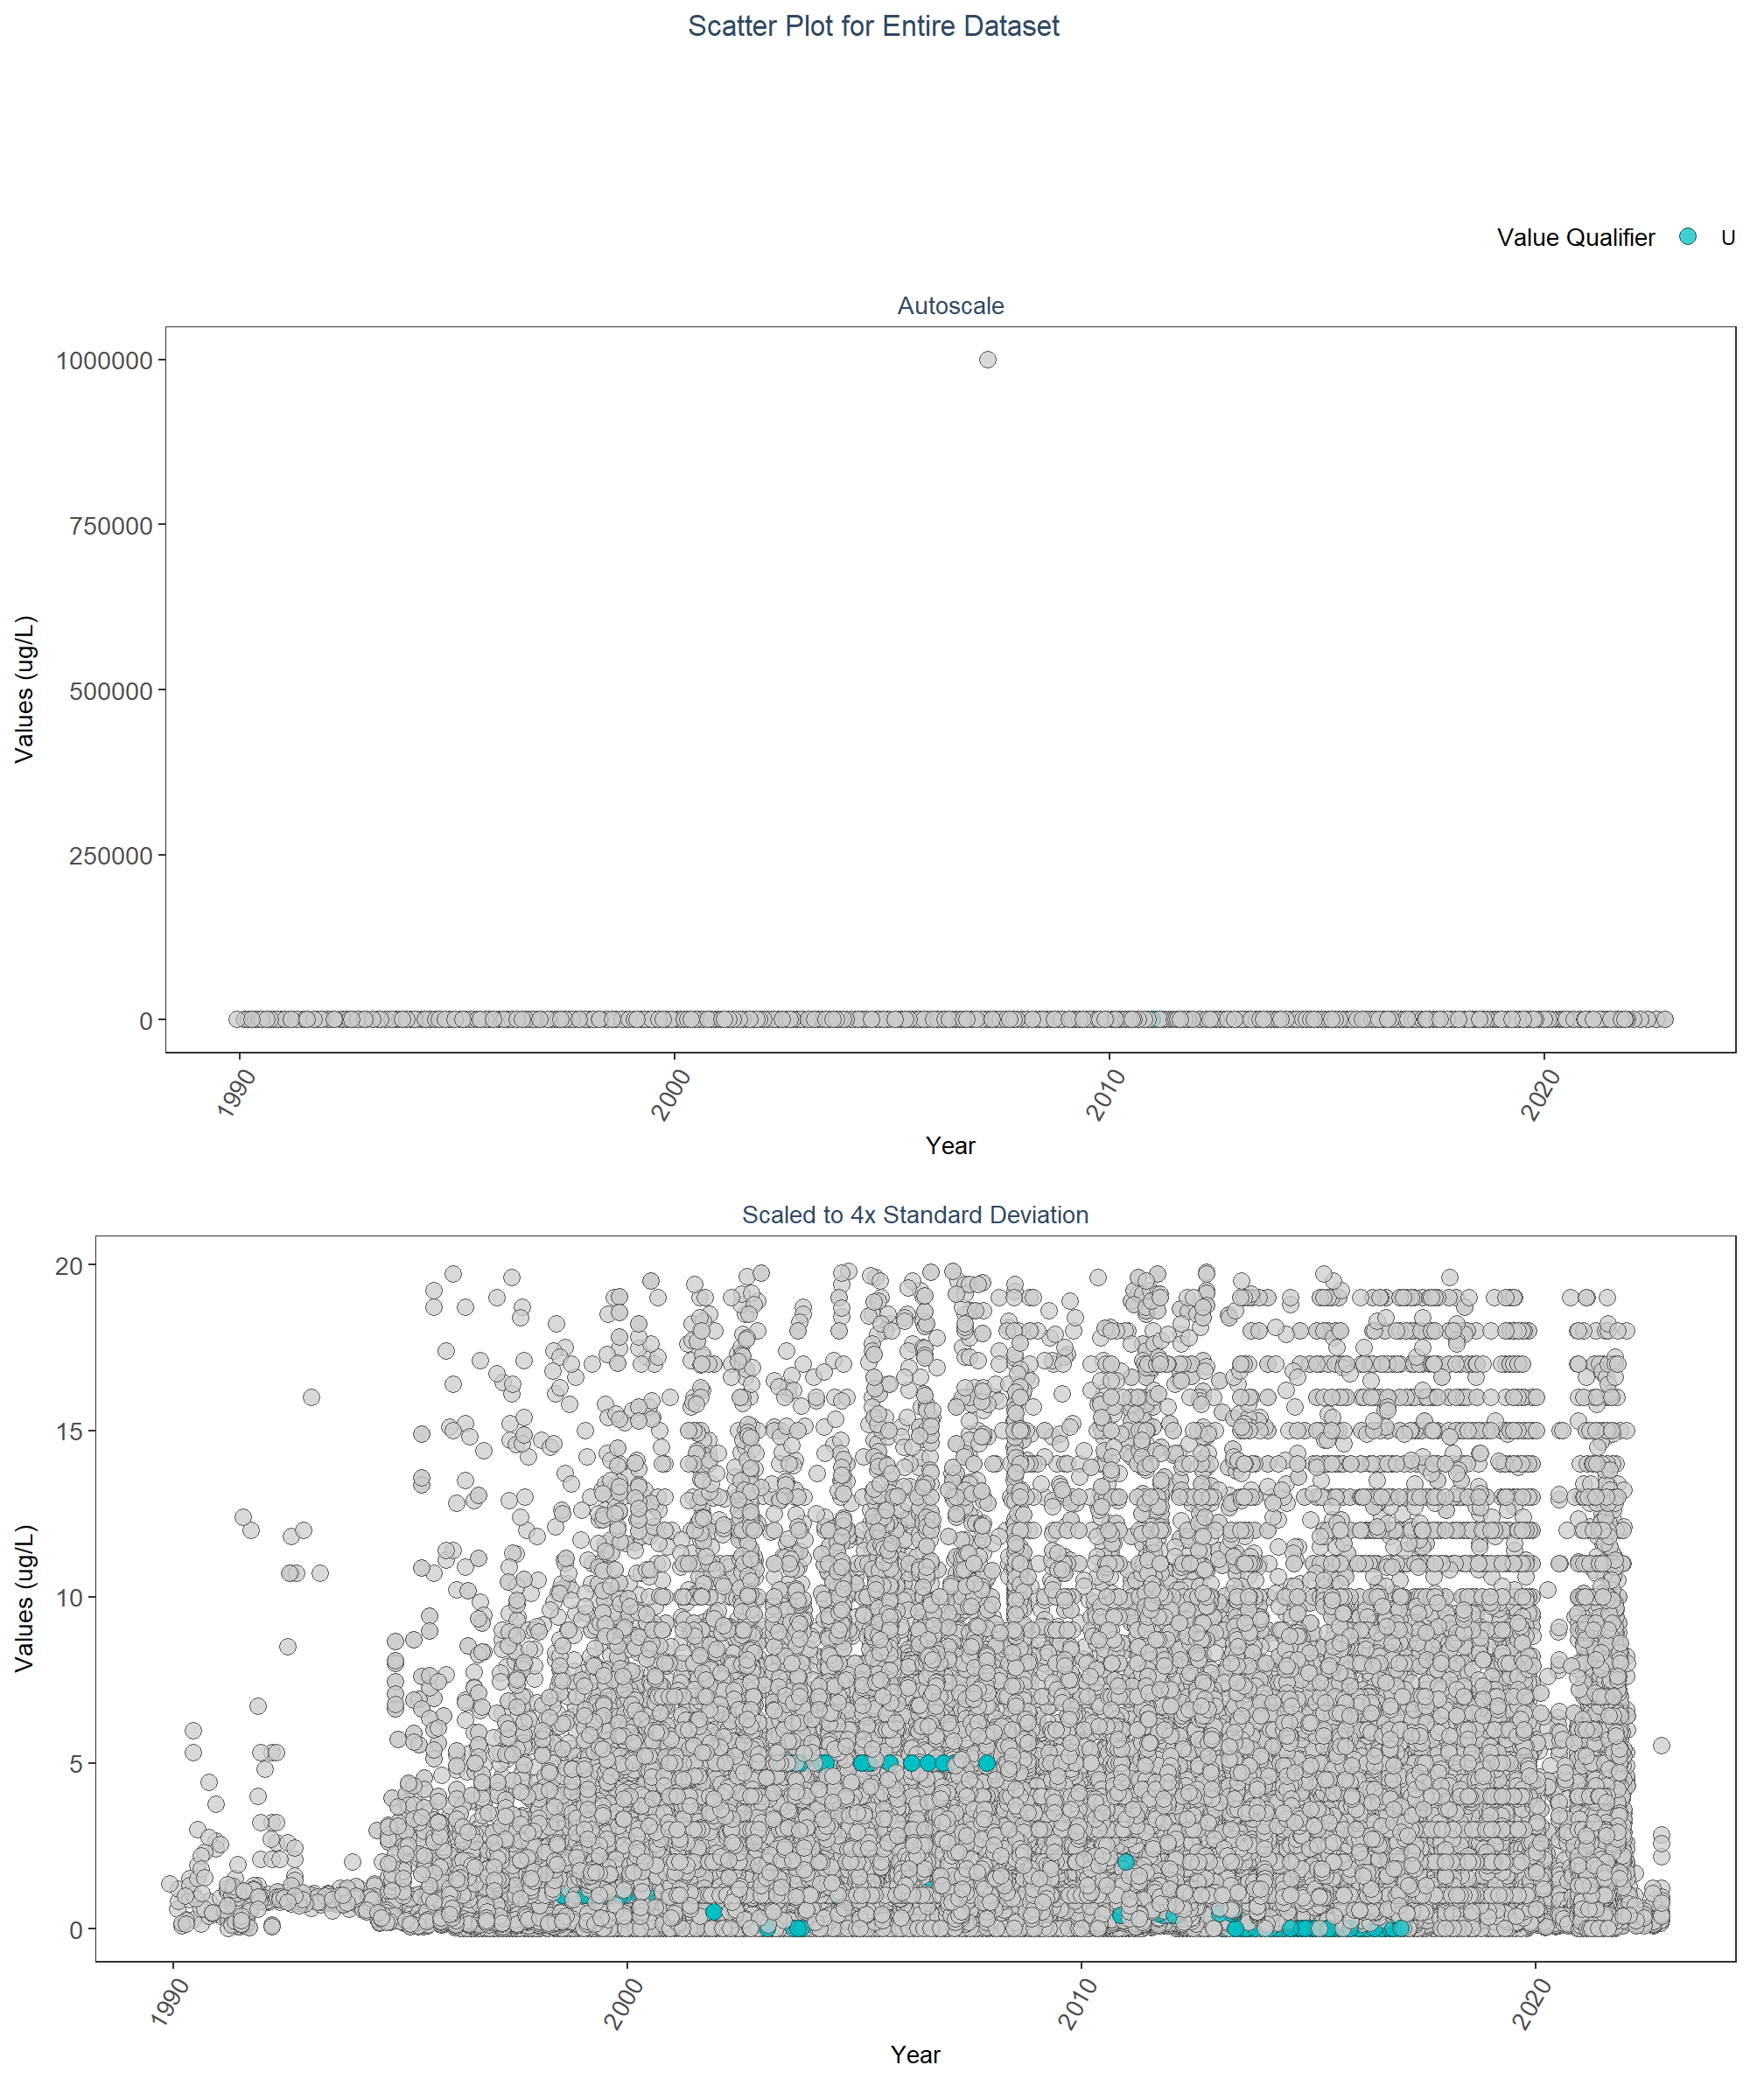 Scatter Plot for Entire Dataset
Value Qualifier U
Autoscale
1000000
750000
500000
250000
0
Values (ug/L)
1990 2000 2010 2020
Year
Scaled to 4x Standard Deviation
20
15
10
5
0
Values (ug/L)
1990 2000 2010 2020
Year